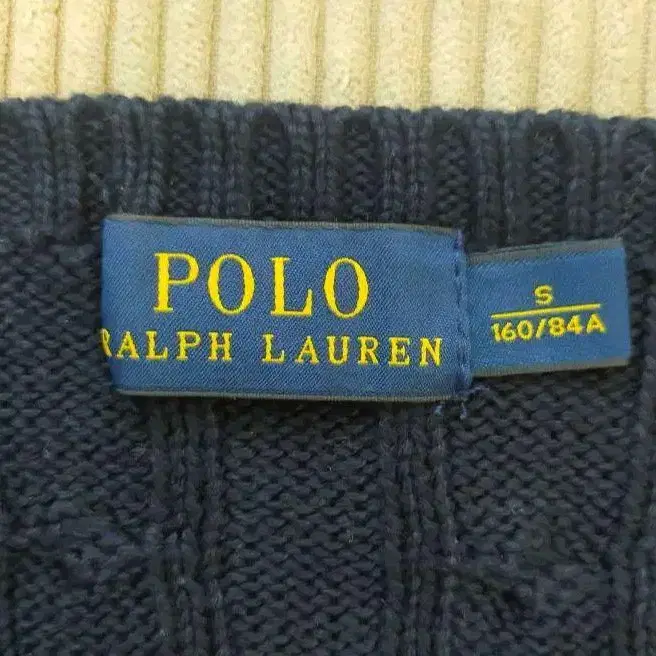 POLO
RALPH LAUREN
S
160/84A